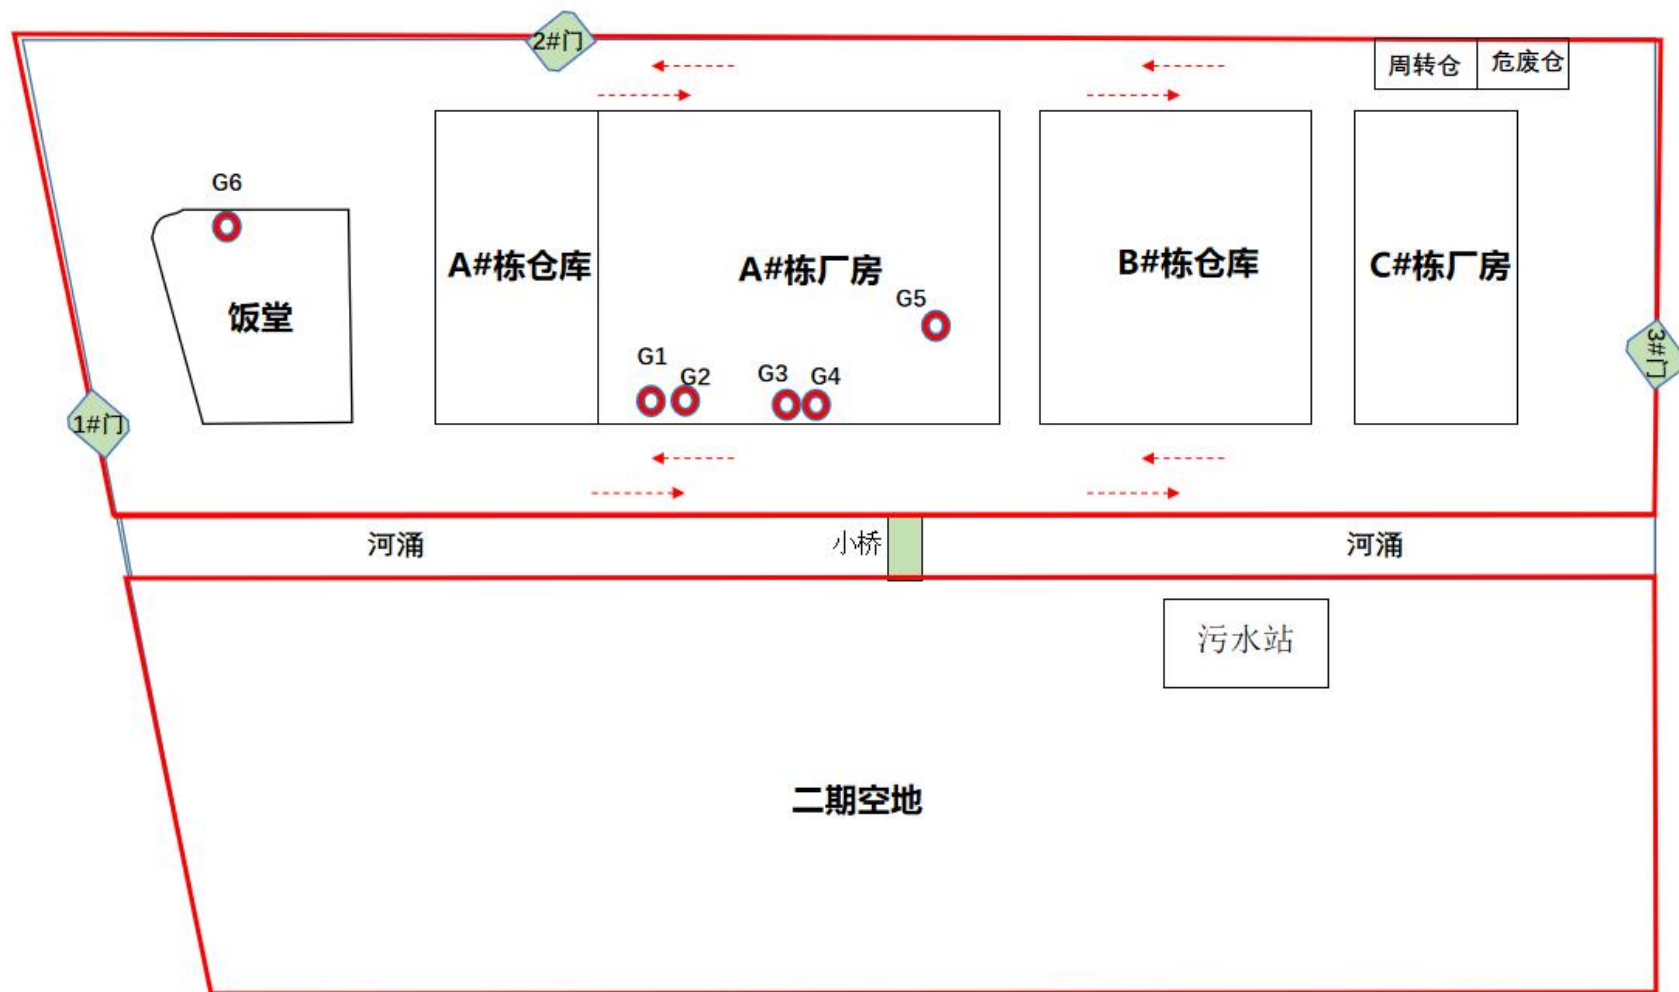 2#门
周转仓
危废仓
G6
A#栋仓库
A#栋厂房
B#栋仓库
C#栋厂房
饭堂
G5
G1
G2
G3
G4
3#门
1#门
河涌
小桥
河涌
污水站
二期空地